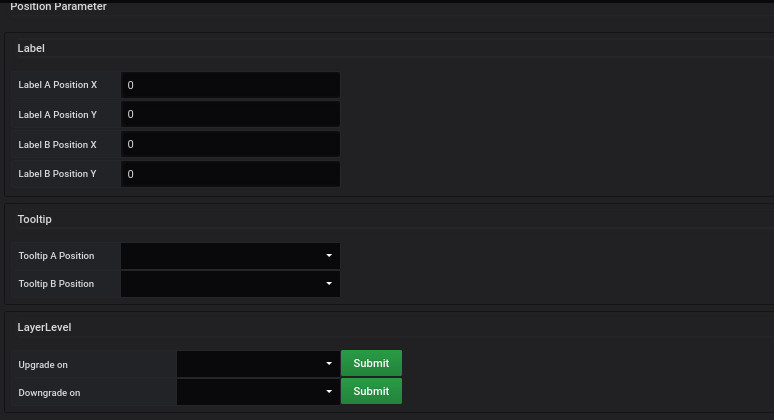 Position Parameter
Label
Label A Position X 0
Label A Position Y 0
Label B Position X 0
Label B Position Y 0
Tooltip
Tooltip A Position
Tooltip B Position
LayerLevel
Upgrade on Submit
Downgrade on Submit